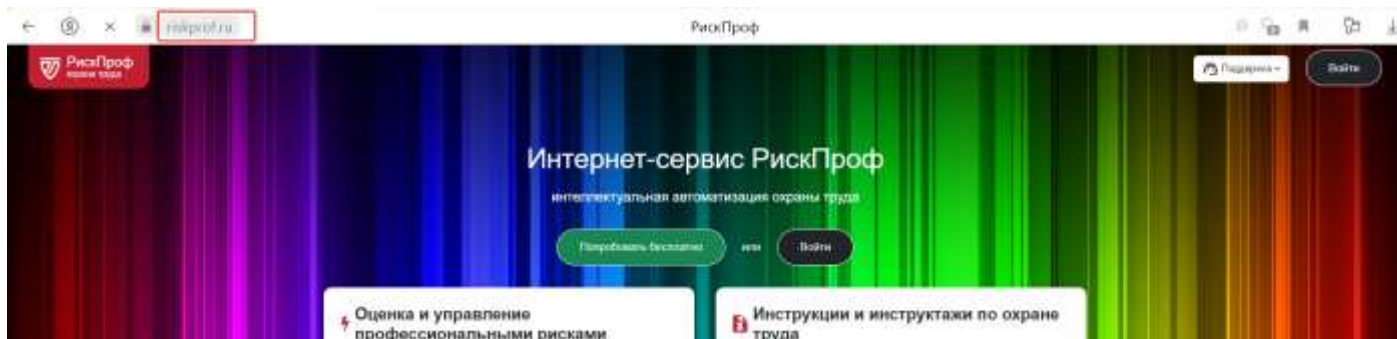 riskprof.ru
РискПроф
РискПроф
Поддержка
Войти
Интернет-сервис РискПроф
интеллектуальная автоматизация охраны труда
Попробовать бесплатно
или
Войти
Оценка и управление
профессиональными рисками
Инструкции и инструктажи по охране
труда